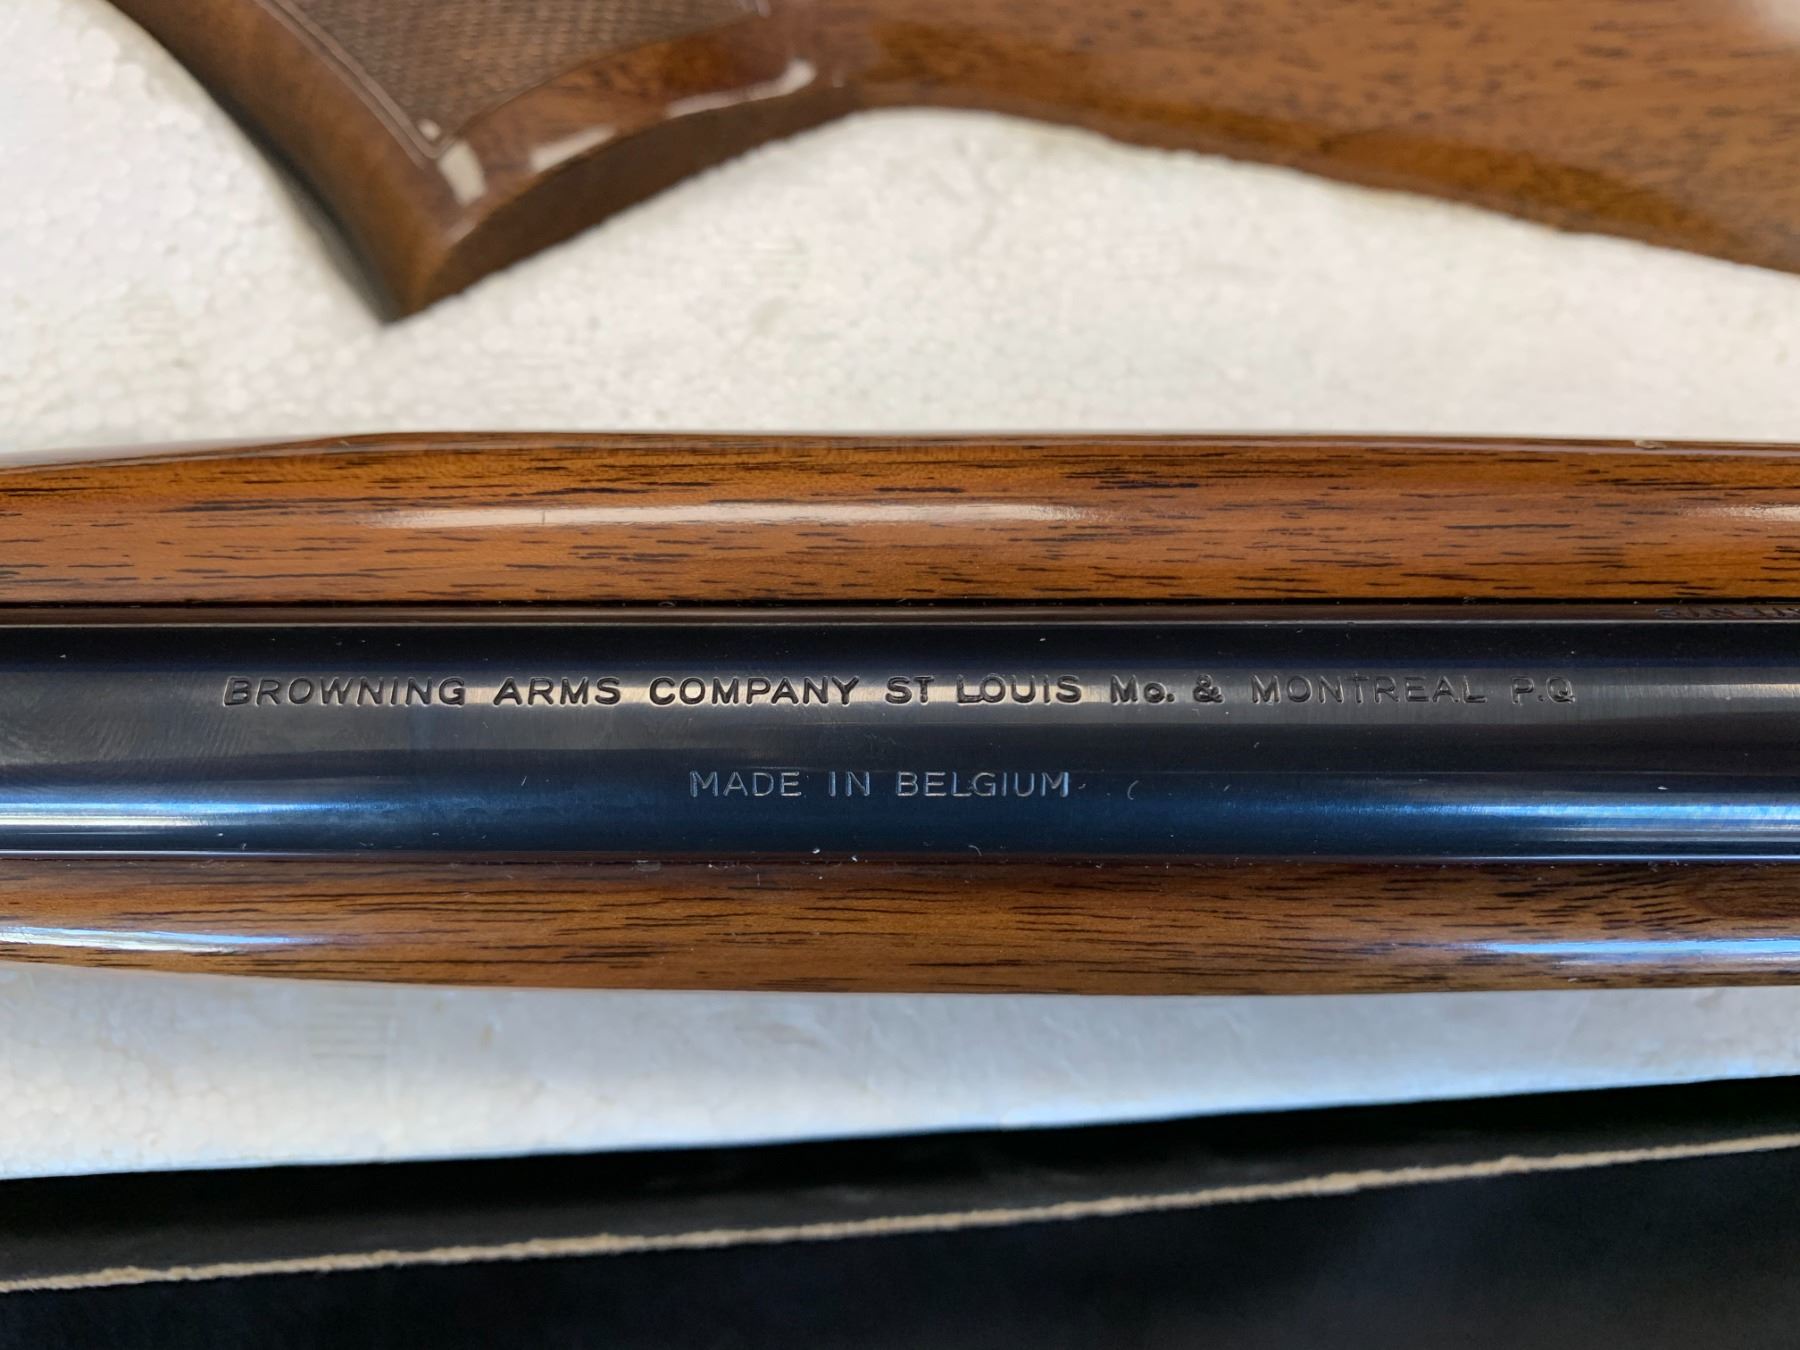 BROWNING ARMS COMPANY ST LOUIS Mo. & MONTREAL P.Q
MADE IN BELGIUM